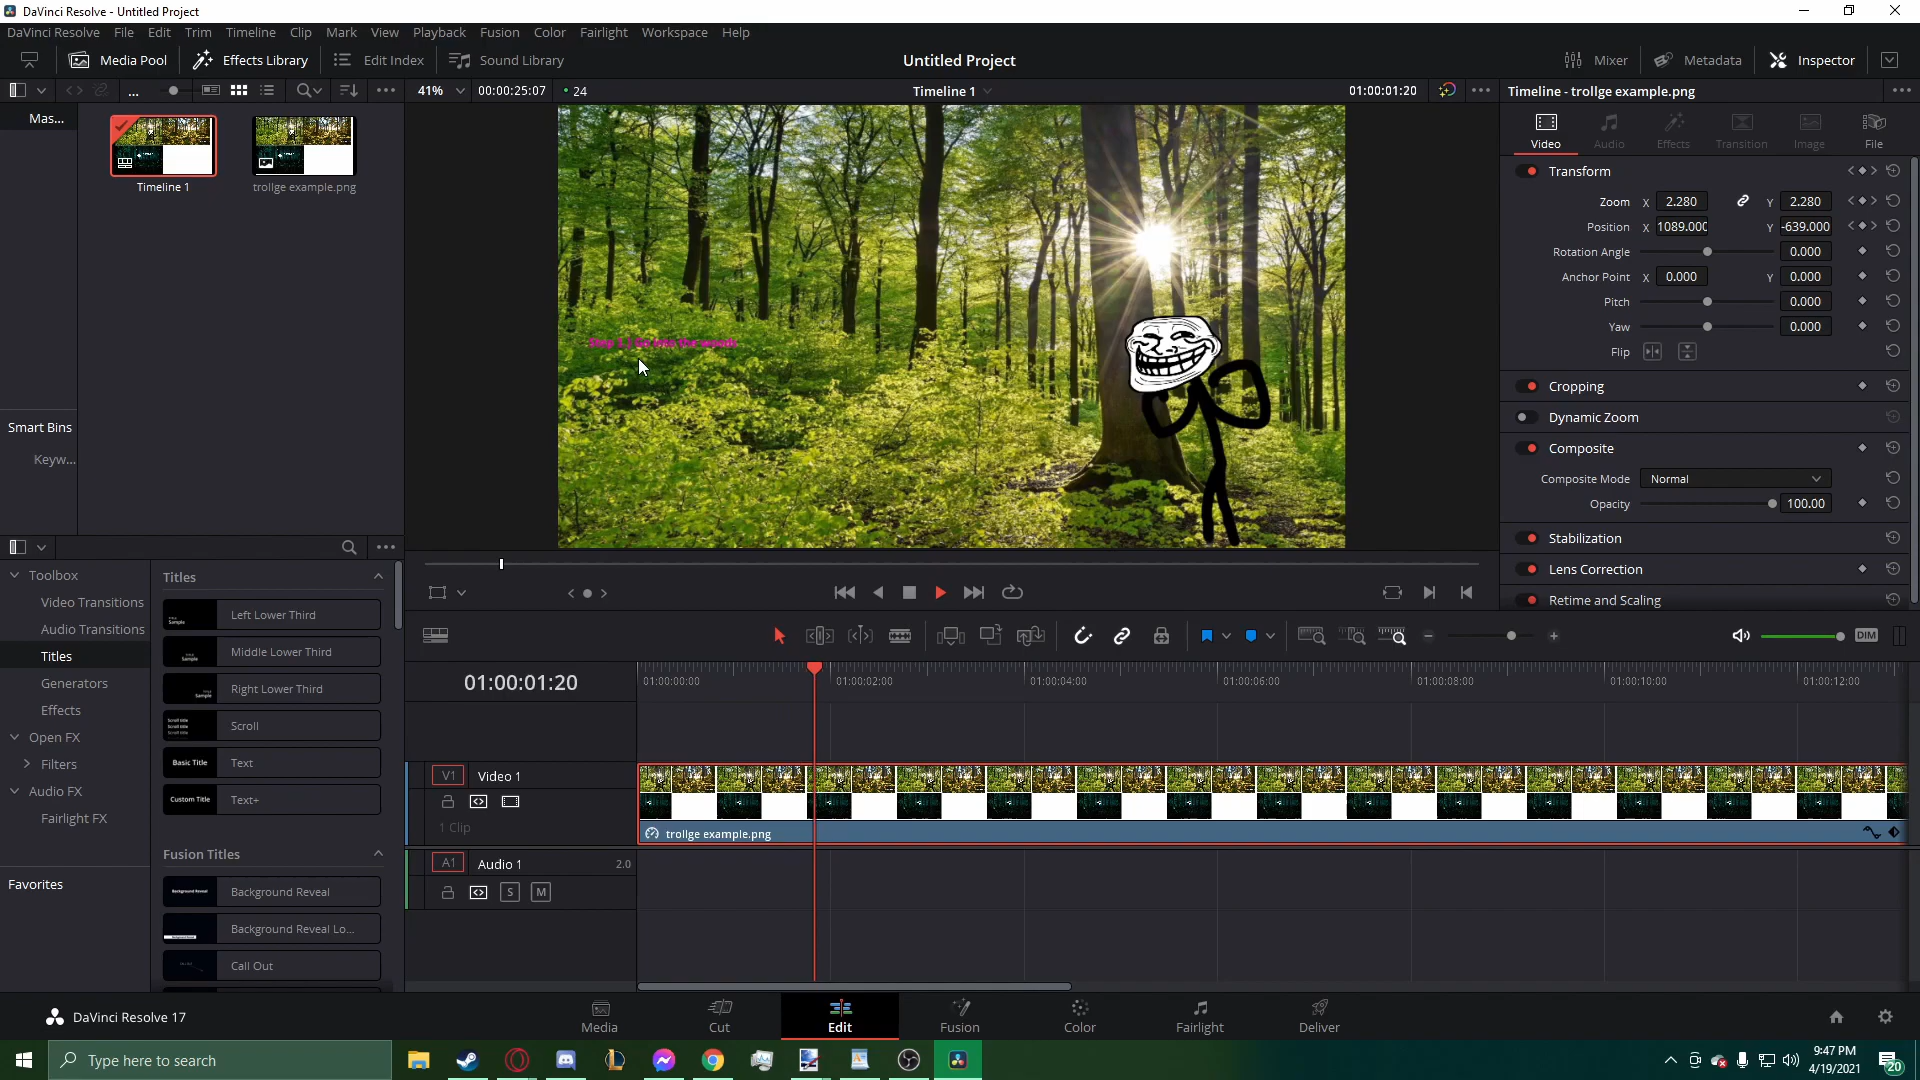 DaVinci Resolve - Untitled Project
DaVinci Resolve File Edit Trim Timeline Clip Mark View Playback Fusion Color Fairlight Workspace Help
Media Pool Effects Library Edit Index Sound Library Untitled Project Mixer Metadata Inspector
... 41% 00:00:25:07 24 Timeline 1 01:00:01:20 Timeline - trollge example.png
Mas...
Timeline 1 trollge example.png
Smart Bins
Keyw...
Step 1 | Go into the woods
Video Audio Effects Transition Image File
Transform
Zoom X 2.280 Y 2.280
Position X 1089.000 Y -639.000
Rotation Angle 0.000
Anchor Point X 0.000 Y 0.000
Pitch 0.000
Yaw 0.000
Flip
Cropping
Dynamic Zoom
Composite
Composite Mode Normal
Opacity 100.00
Stabilization
Lens Correction
Retime and Scaling
Toolbox
Video Transitions
Audio Transitions
Titles
Generators
Effects
Open FX
Filters
Audio FX
Fairlight FX
Favorites
Titles
Left Lower Third
Middle Lower Third
Right Lower Third
Scroll
Basic Title Text
Custom Title Text+
Fusion Titles
Background Reveal Background Reveal
Background Reveal Lo...
Call Out
DIM
01:00:01:20 01:00:00:00 01:00:02:00 01:00:04:00 01:00:06:00 01:00:08:00 01:00:10:00 01:00:12:00
V1 Video 1
1 Clip
trollge example.png
A1 Audio 1 2.0
S M
DaVinci Resolve 17 Media Cut Edit Fusion Color Fairlight Deliver
Type here to search
9:47 PM
4/19/2021
20